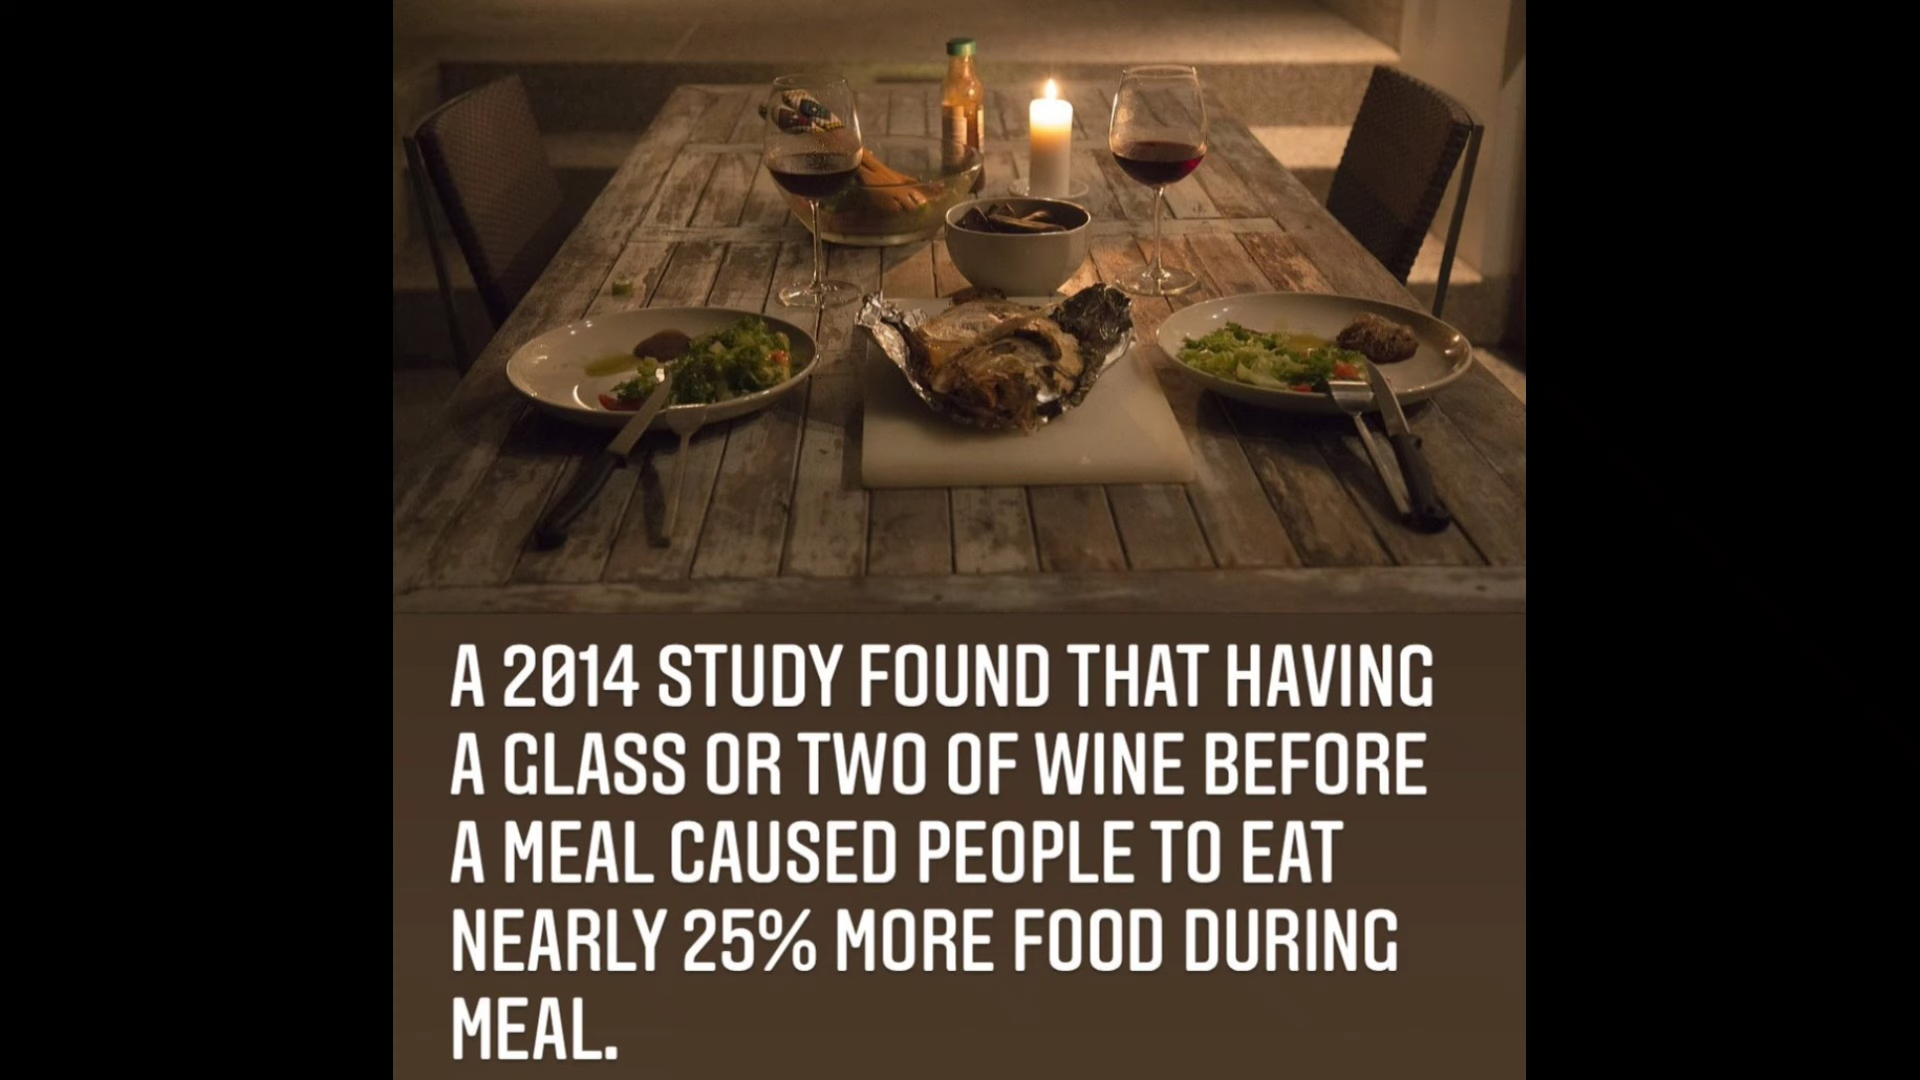 A 2014 STUDY FOUND THAT HAVING
A GLASS OR TWO OF WINE BEFORE
A MEAL CAUSED PEOPLE TO EAT
NEARLY 25% MORE FOOD DURING
MEAL.